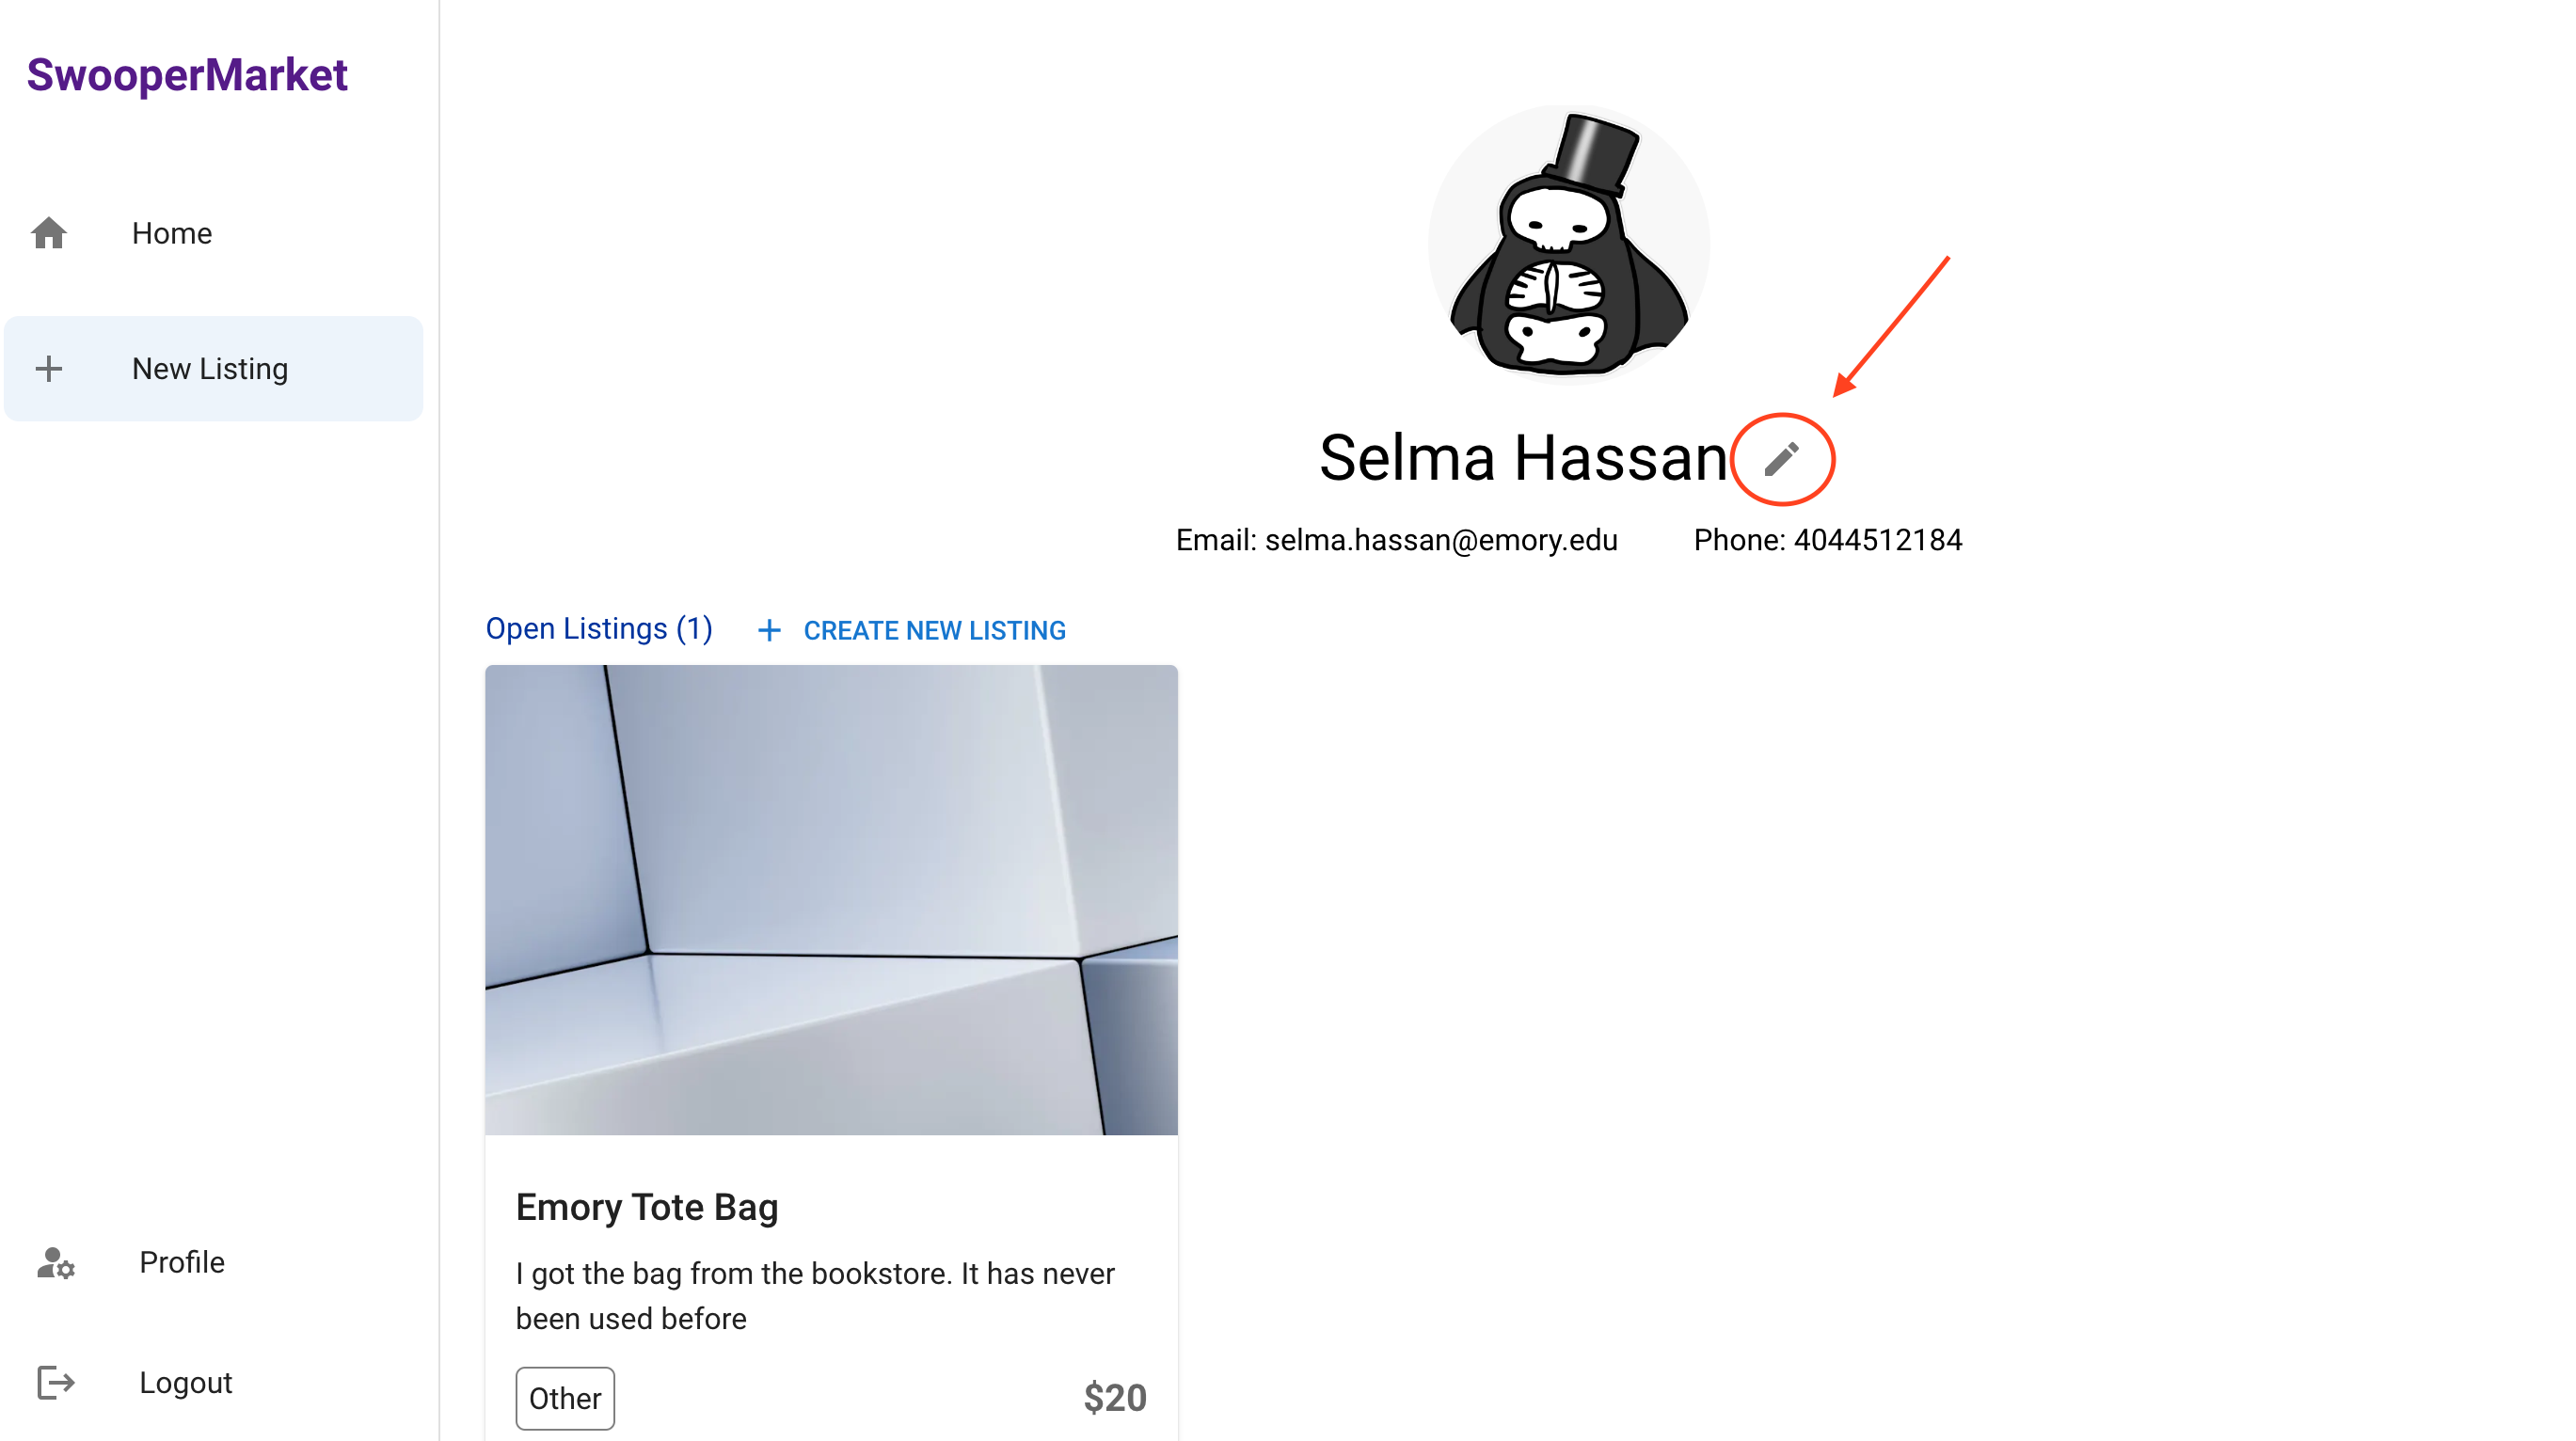 SwooperMarket
Home
New Listing
Profile
Logout
Selma Hassan
Email: selma.hassan@emory.edu Phone: 4044512184
Open Listings (1) + CREATE NEW LISTING
Emory Tote Bag
I got the bag from the bookstore. It has never
been used before
Other $20